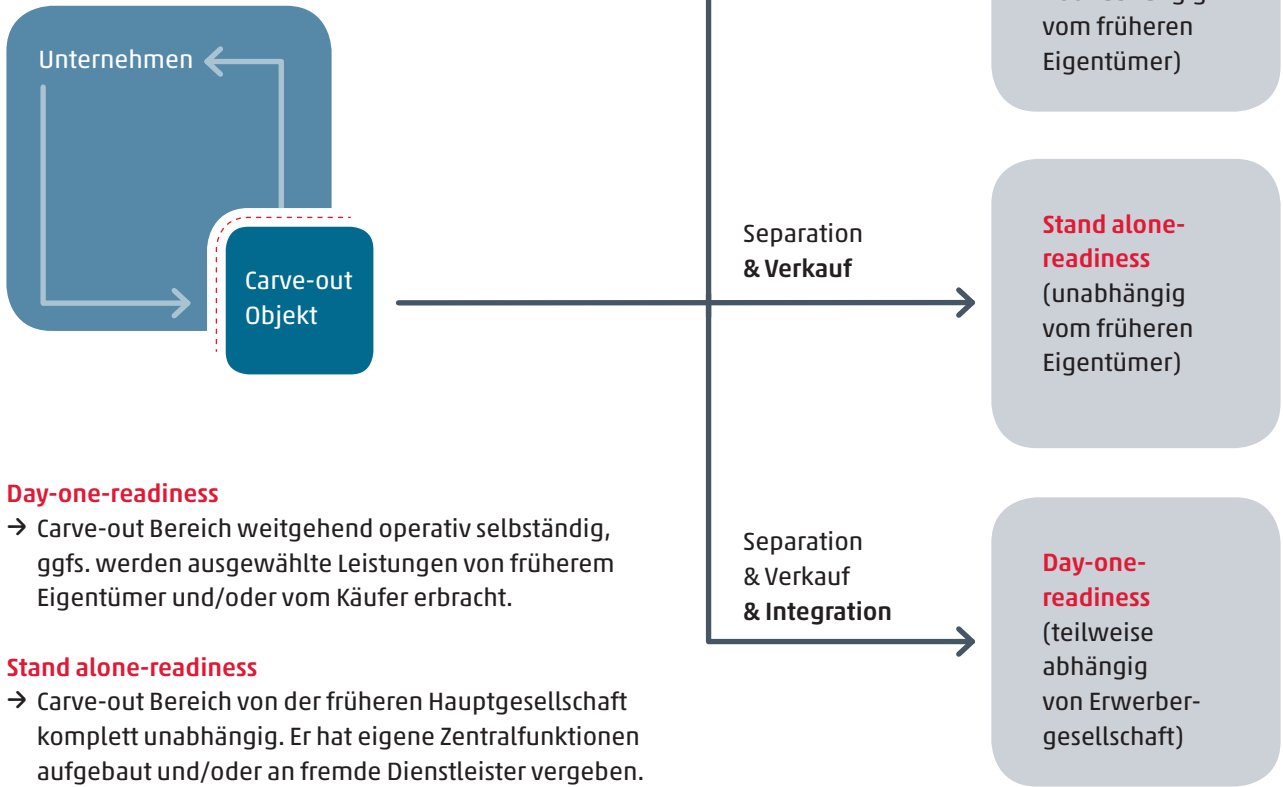 vom früheren
Eigentümer)
Unternehmen
Carve-out
Objekt
Separation
& Verkauf
Stand alone-
readiness
(unabhängig
vom früheren
Eigentümer)
Day-one-readiness
→ Carve-out Bereich weitgehend operativ selbständig,
ggfs. werden ausgewählte Leistungen von früherem
Eigentümer und/oder vom Käufer erbracht.
Stand alone-readiness
→ Carve-out Bereich von der früheren Hauptgesellschaft
komplett unabhängig. Er hat eigene Zentralfunktionen
aufgebaut und/oder an fremde Dienstleister vergeben.
Separation
& Verkauf
& Integration
Day-one-
readiness
(teilweise
abhängig
von Erwerber-
gesellschaft)